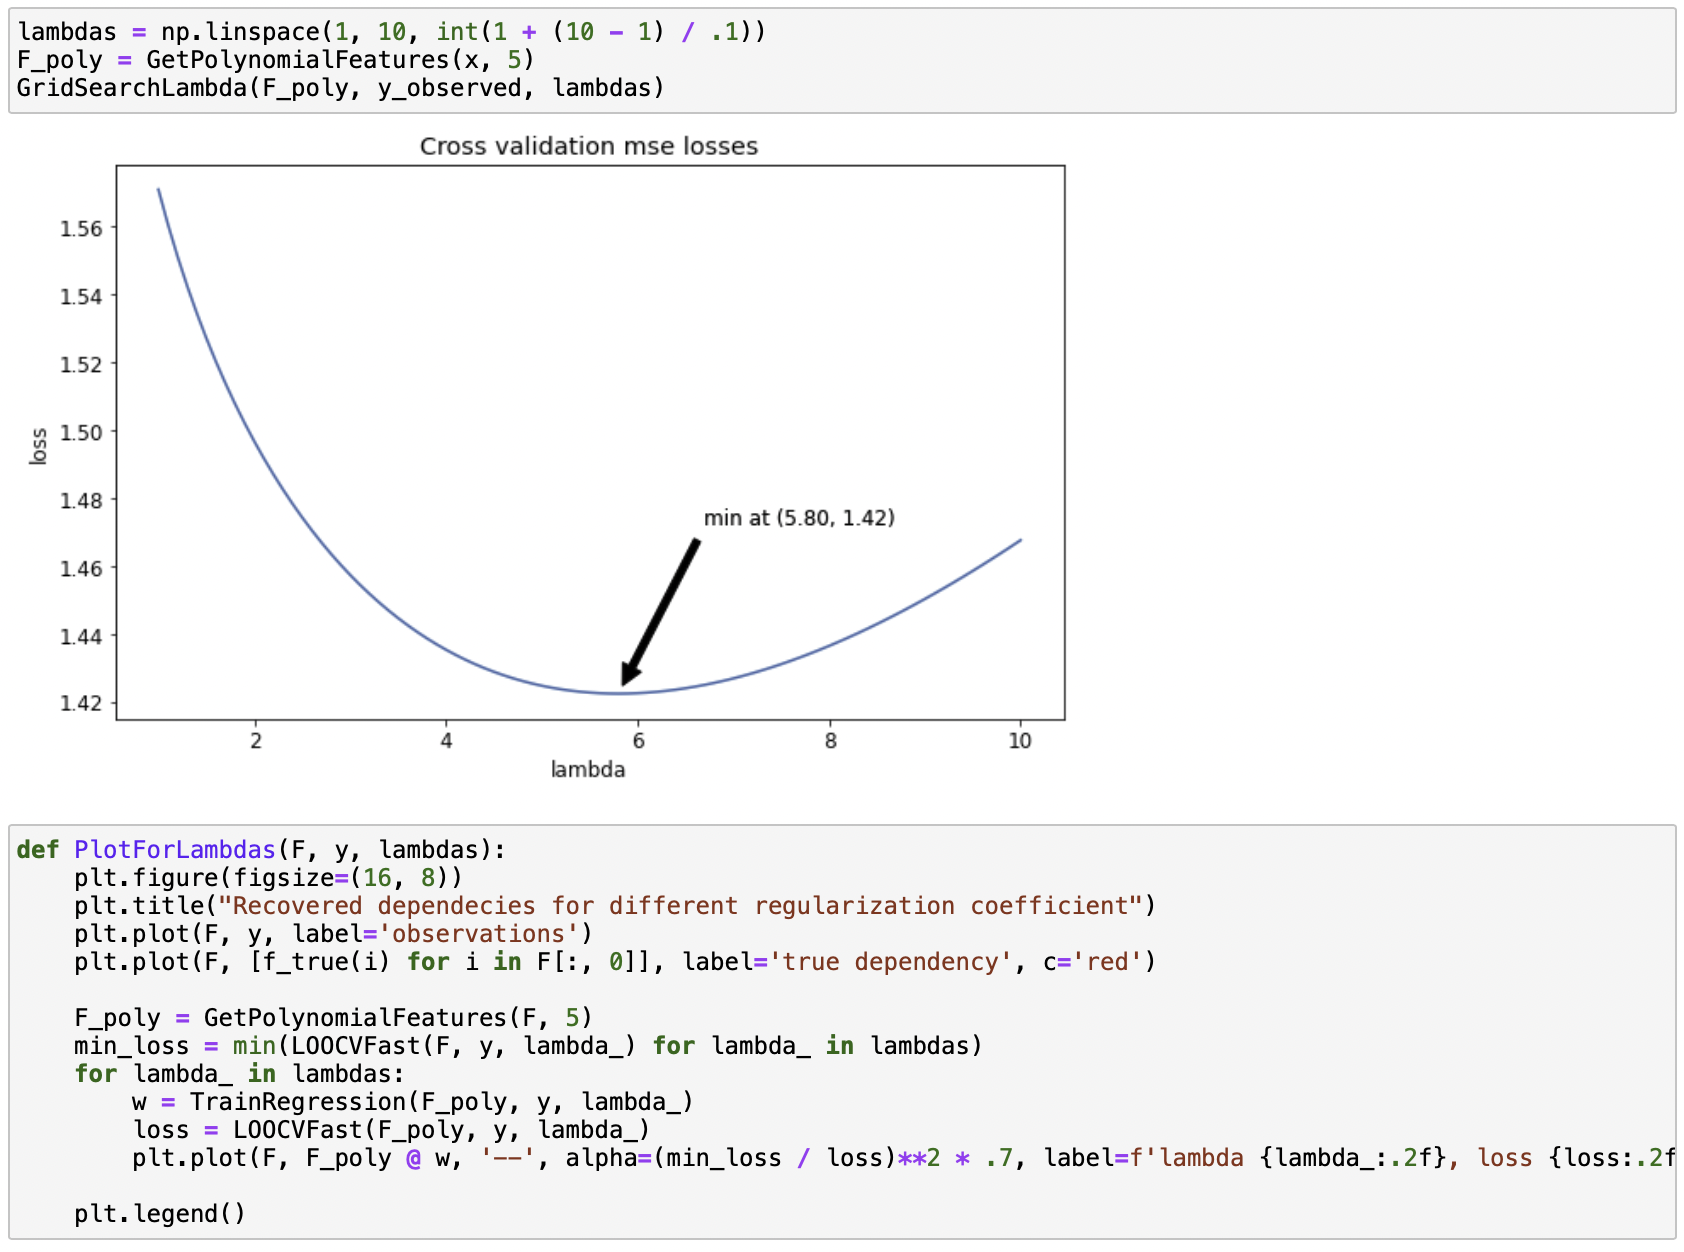 lambdas = np.linspace(1, 10, int(1 + (10 - 1) / .1))
F_poly = GetPolynomialFeatures(x, 5)
GridSearchLambda(F_poly, y_observed, lambdas)
Cross validation mse losses
1.56
1.54
1.52
1.50
1.48
1.46
1.44
1.42
loss
min at (5.80, 1.42)
2 4 6 8 10
lambda
def PlotForLambdas(F, y, lambdas):
    plt.figure(figsize=(16, 8))
    plt.title("Recovered dependecies for different regularization coefficient")
    plt.plot(F, y, label='observations')
    plt.plot(F, [f_true(i) for i in F[:, 0]], label='true dependency', c='red')
    F_poly = GetPolynomialFeatures(F, 5)
    min_loss = min(LOOCVFast(F, y, lambda_) for lambda_ in lambdas)
    for lambda_ in lambdas:
        w = TrainRegression(F_poly, y, lambda_)
        loss = LOOCVFast(F_poly, y, lambda_)
        plt.plot(F, F_poly @ w, '--', alpha=(min_loss / loss)**2 * .7, label=f'lambda {lambda_:.2f}, loss {loss:.2f
    plt.legend()